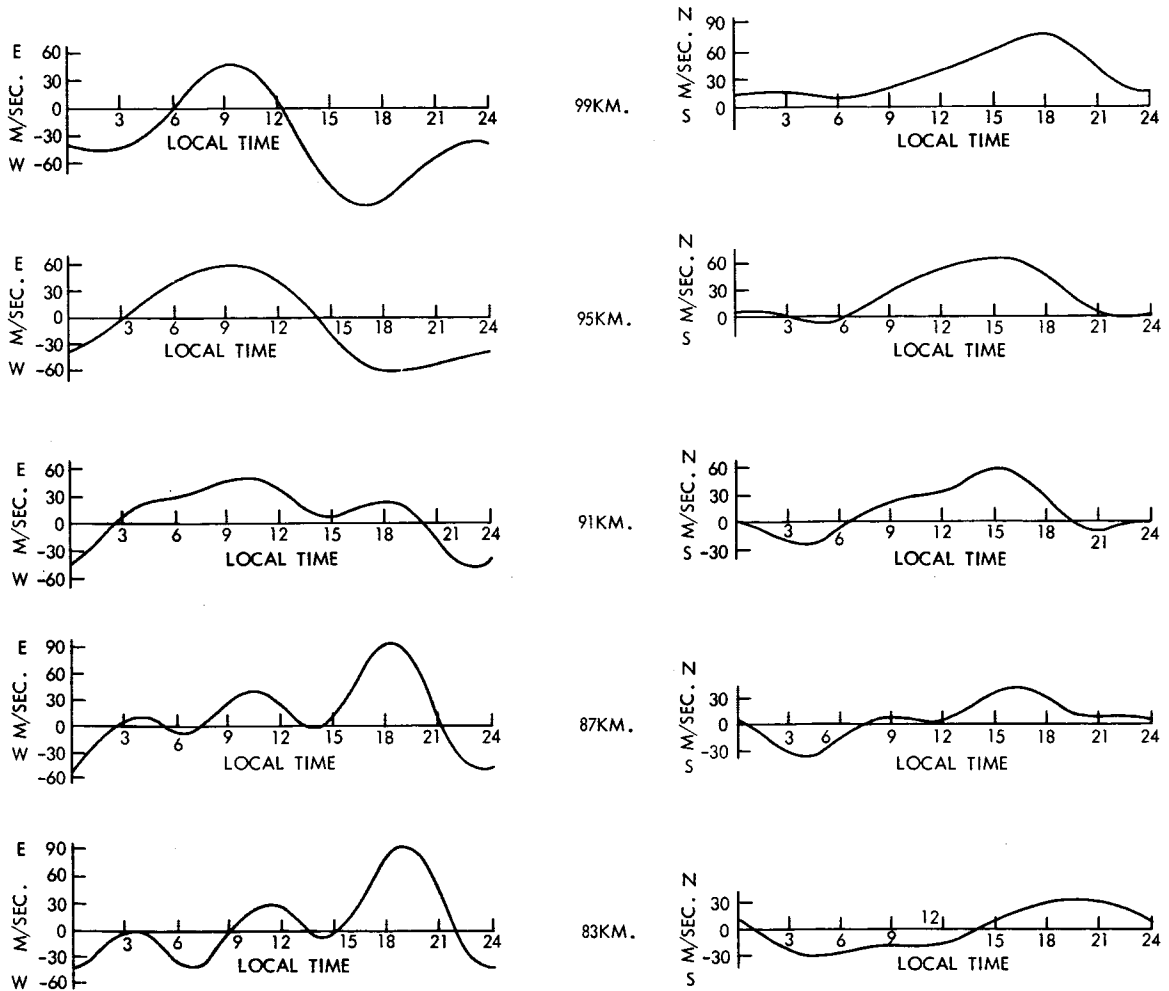 E 60
30
0
-30
W -60
M/SEC.
3 6 9 12 15 18 21 24
LOCAL TIME
99KM.
N
90
60
30
0
S
M/SEC.
3 6 9 12 15 18 21 24
LOCAL TIME
E 60
30
0
-30
W -60
M/SEC.
3 6 9 12 15 18 21 24
LOCAL TIME
95KM.
N
60
30
0
S
M/SEC.
3 6 9 12 15 18 21 24
LOCAL TIME
E 60
30
0
-30
W -60
M/SEC.
3 6 9 12 15 18 21 24
LOCAL TIME
91KM.
N
60
30
0
S -30
M/SEC.
3 6 9 12 15 18 21 24
LOCAL TIME
E 90
60
30
0
W -30
-60
M/SEC.
3 6 9 12 15 18 21 24
LOCAL TIME
87KM.
N
30
0
-30
S
M/SEC.
3 6 9 12 15 18 21 24
LOCAL TIME
E 90
60
30
0
-30
W -60
M/SEC.
3 6 9 12 15 18 21 24
LOCAL TIME
83KM.
N
30
0
-30
S
M/SEC.
3 6 9 12 15 18 21 24
LOCAL TIME